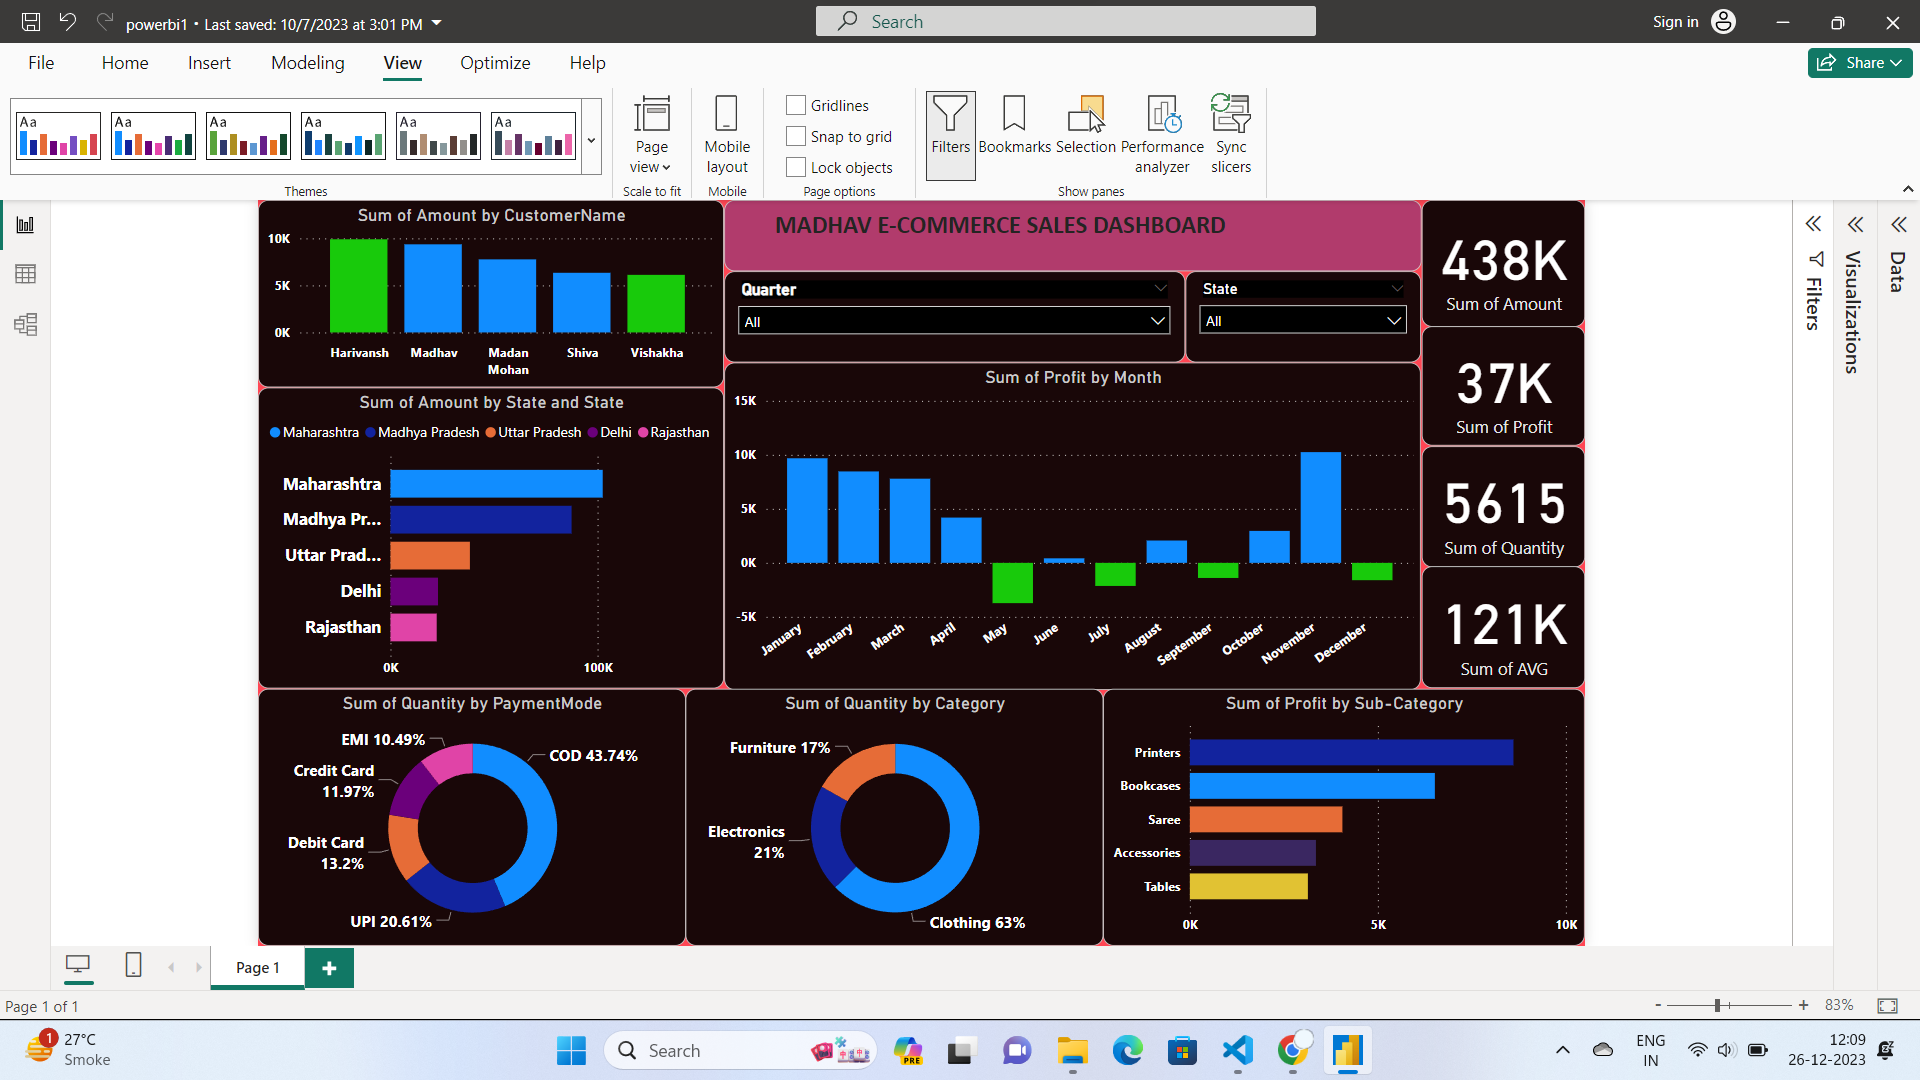 powerbi1 • Last saved: 10/7/2023 at 3:01 PM
Search
Sign in
File
Home
Insert
Modeling
View
Optimize
Help
Share
Aa
Aa
Aa
Aa
Aa
Aa
Themes
Page
view
Scale to fit
Mobile
layout
Mobile
Gridlines
Snap to grid
Lock objects
Page options
Filters
Bookmarks
Selection
Performance
analyzer
Sync
slicers
Show panes
Sum of Amount by CustomerName
10K
5K
0K
Harivansh
Madhav
Madan
Mohan
Shiva
Vishakha
MADHAV E-COMMERCE SALES DASHBOARD
Quarter
All
State
All
438K
Sum of Amount
37K
Sum of Profit
5615
Sum of Quantity
121K
Sum of AVG
Filters
Visualizations
Data
Sum of Amount by State and State
Maharashtra
Madhya Pradesh
Uttar Pradesh
Delhi
Rajasthan
Maharashtra
Madhya Pr...
Uttar Prad...
Delhi
Rajasthan
0K
100K
Sum of Profit by Month
15K
10K
5K
0K
-5K
January
February
March
April
May
June
July
August
September
October
November
December
Sum of Quantity by PaymentMode
EMI 10.49%
COD 43.74%
Credit Card
11.97%
Debit Card
13.2%
UPI 20.61%
Sum of Quantity by Category
Furniture 17%
Electronics
21%
Clothing 63%
Sum of Profit by Sub-Category
Printers
Bookcases
Saree
Accessories
Tables
0K
5K
10K
Page 1
Page 1 of 1
- + 83%
1
27°C
Smoke
Search
PRE
ENG
IN
12:09
26-12-2023